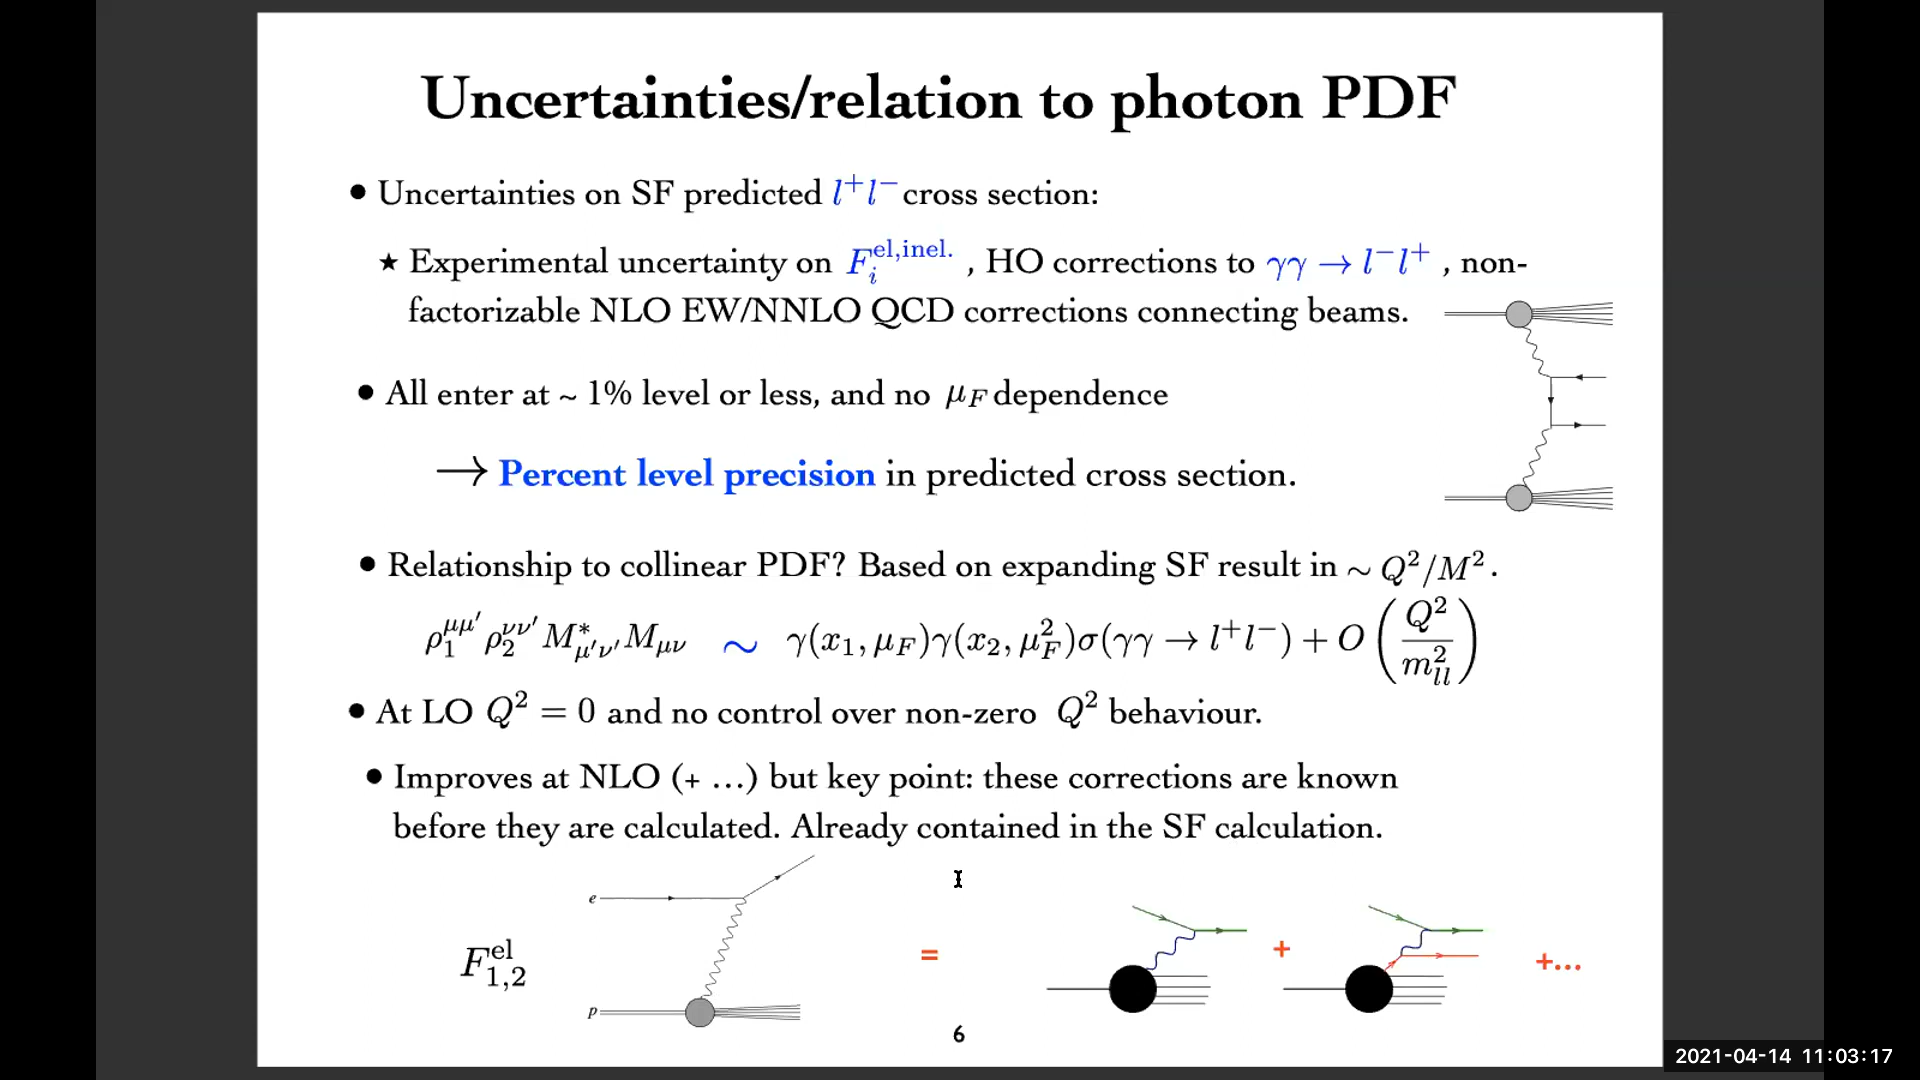 Uncertainties/relation to photon PDF
• Uncertainties on SF predicted l⁺l⁻ cross section:
★ Experimental uncertainty on F_i^{el,inel.} , HO corrections to γγ → l⁻l⁺ , non-
factorizable NLO EW/NNLO QCD corrections connecting beams.
• All enter at ~ 1% level or less, and no μ_F dependence
→ Percent level precision in predicted cross section.
• Relationship to collinear PDF? Based on expanding SF result in ∼ Q²/M².
ρ_1^{μμ'} ρ_2^{νν'} M*_{μ'ν'} M_{μν} ∼ γ(x₁, μ_F)γ(x₂, μ_F²)σ(γγ → l⁺l⁻) + O(Q²/m_{ll}²)
• At LO Q² = 0 and no control over non-zero Q² behaviour.
• Improves at NLO (+ …) but key point: these corrections are known
before they are calculated. Already contained in the SF calculation.
e
F_{1,2}^{el} = + +...
p
6
2021-04-14 11:03:17